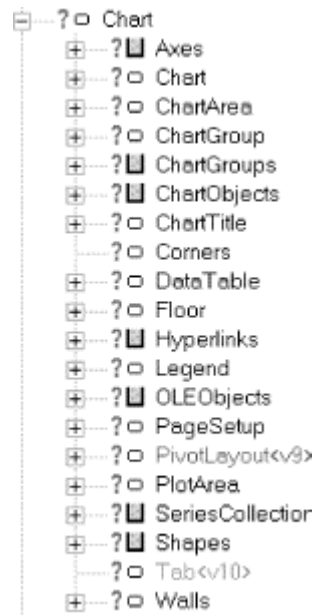 ? Chart
? Axes
? Chart
? ChartArea
? ChartGroup
? ChartGroups
? ChartObjects
? ChartTitle
? Corners
? DataTable
? Floor
? Hyperlinks
? Legend
? OLEObjects
? PageSetup
? PivotLayout<v9>
? PlotArea
? SeriesCollection
? Shapes
? Tab<v10>
? Walls